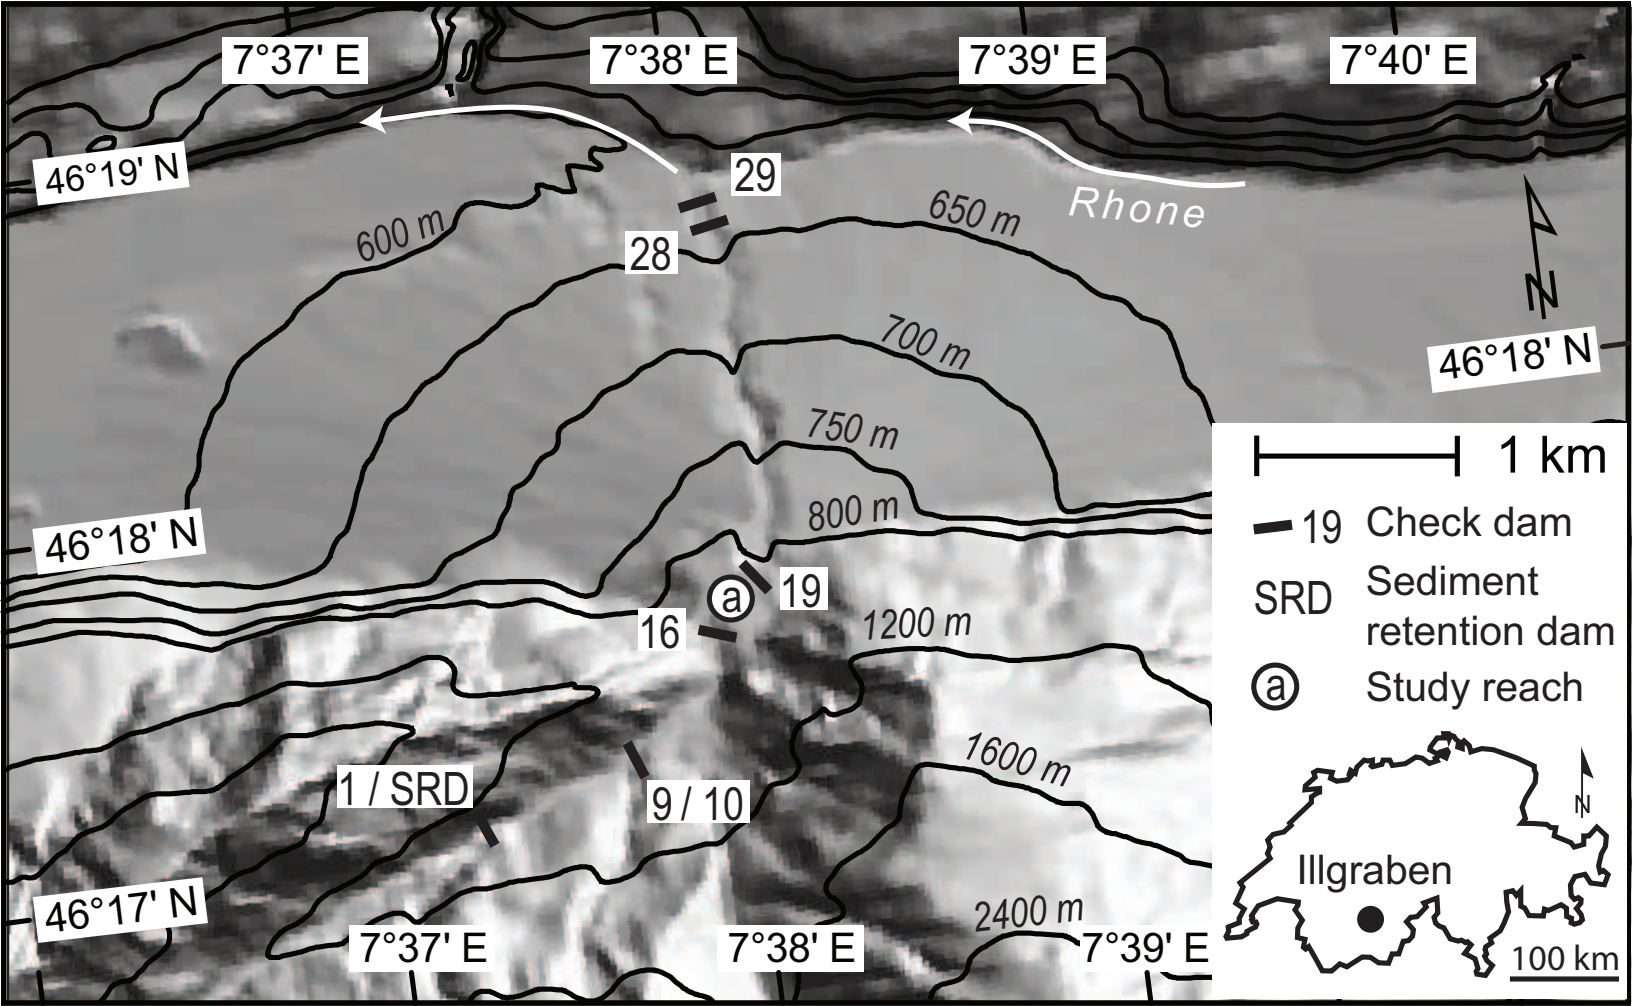 7°37' E
7°38' E
7°39' E
7°40' E
46°19' N
29
Rhone
600 m
650 m
28
N
700 m
46°18' N
750 m
1 km
800 m
19 Check dam
46°18' N
a
19
SRD Sediment
retention dam
16
1200 m
a Study reach
1600 m
1 / SRD
9 / 10
N
Illgraben
46°17' N
2400 m
7°37' E
7°38' E
7°39' E
100 km